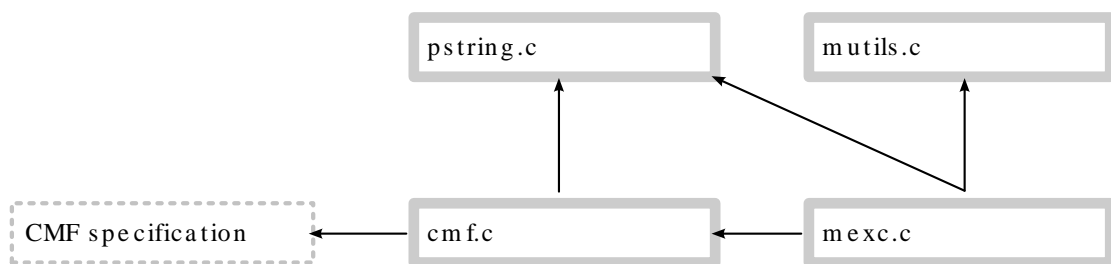 pstring.c
mutils.c
CMF specification
cmf.c
mexc.c